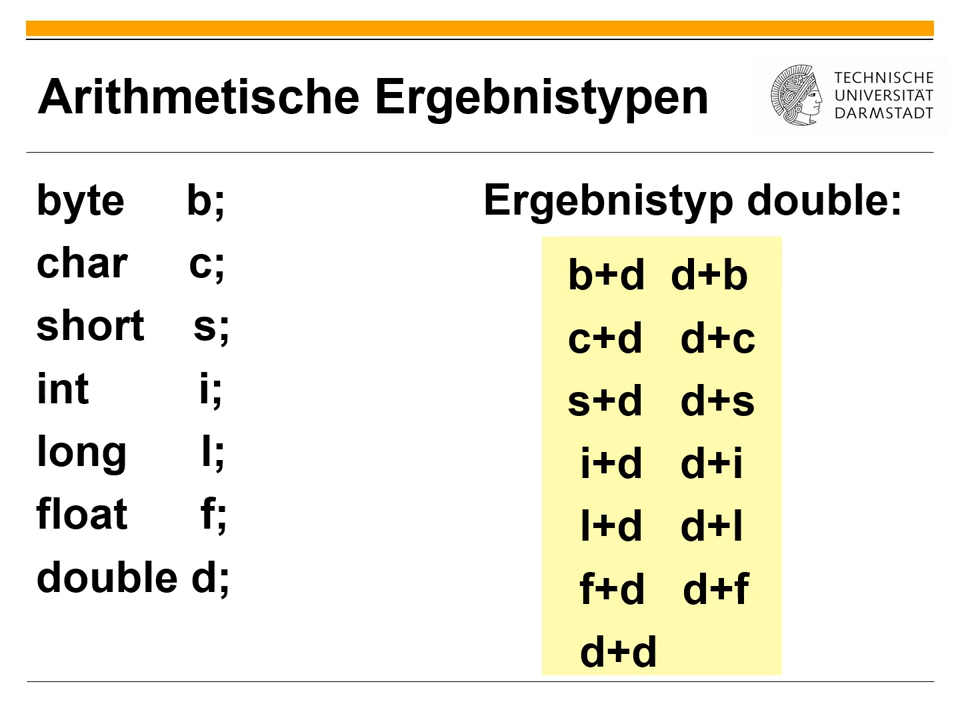 Arithmetische Ergebnistypen
TECHNISCHE
UNIVERSITÄT
DARMSTADT
byte b;
char c;
short s;
int i;
long l;
float f;
double d;
Ergebnistyp double:
b+d d+b
c+d d+c
s+d d+s
i+d d+i
l+d d+l
f+d d+f
d+d